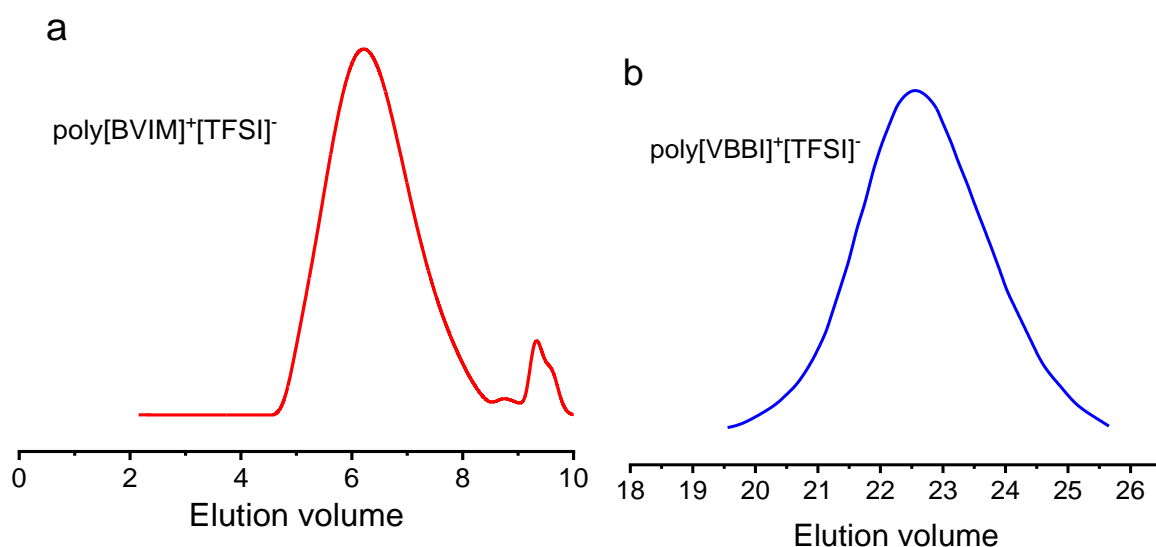 a
poly[BVIM]⁺[TFSI]⁻
0 2 4 6 8 10
Elution volume
b
poly[VBBI]⁺[TFSI]⁻
18 19 20 21 22 23 24 25 26
Elution volume